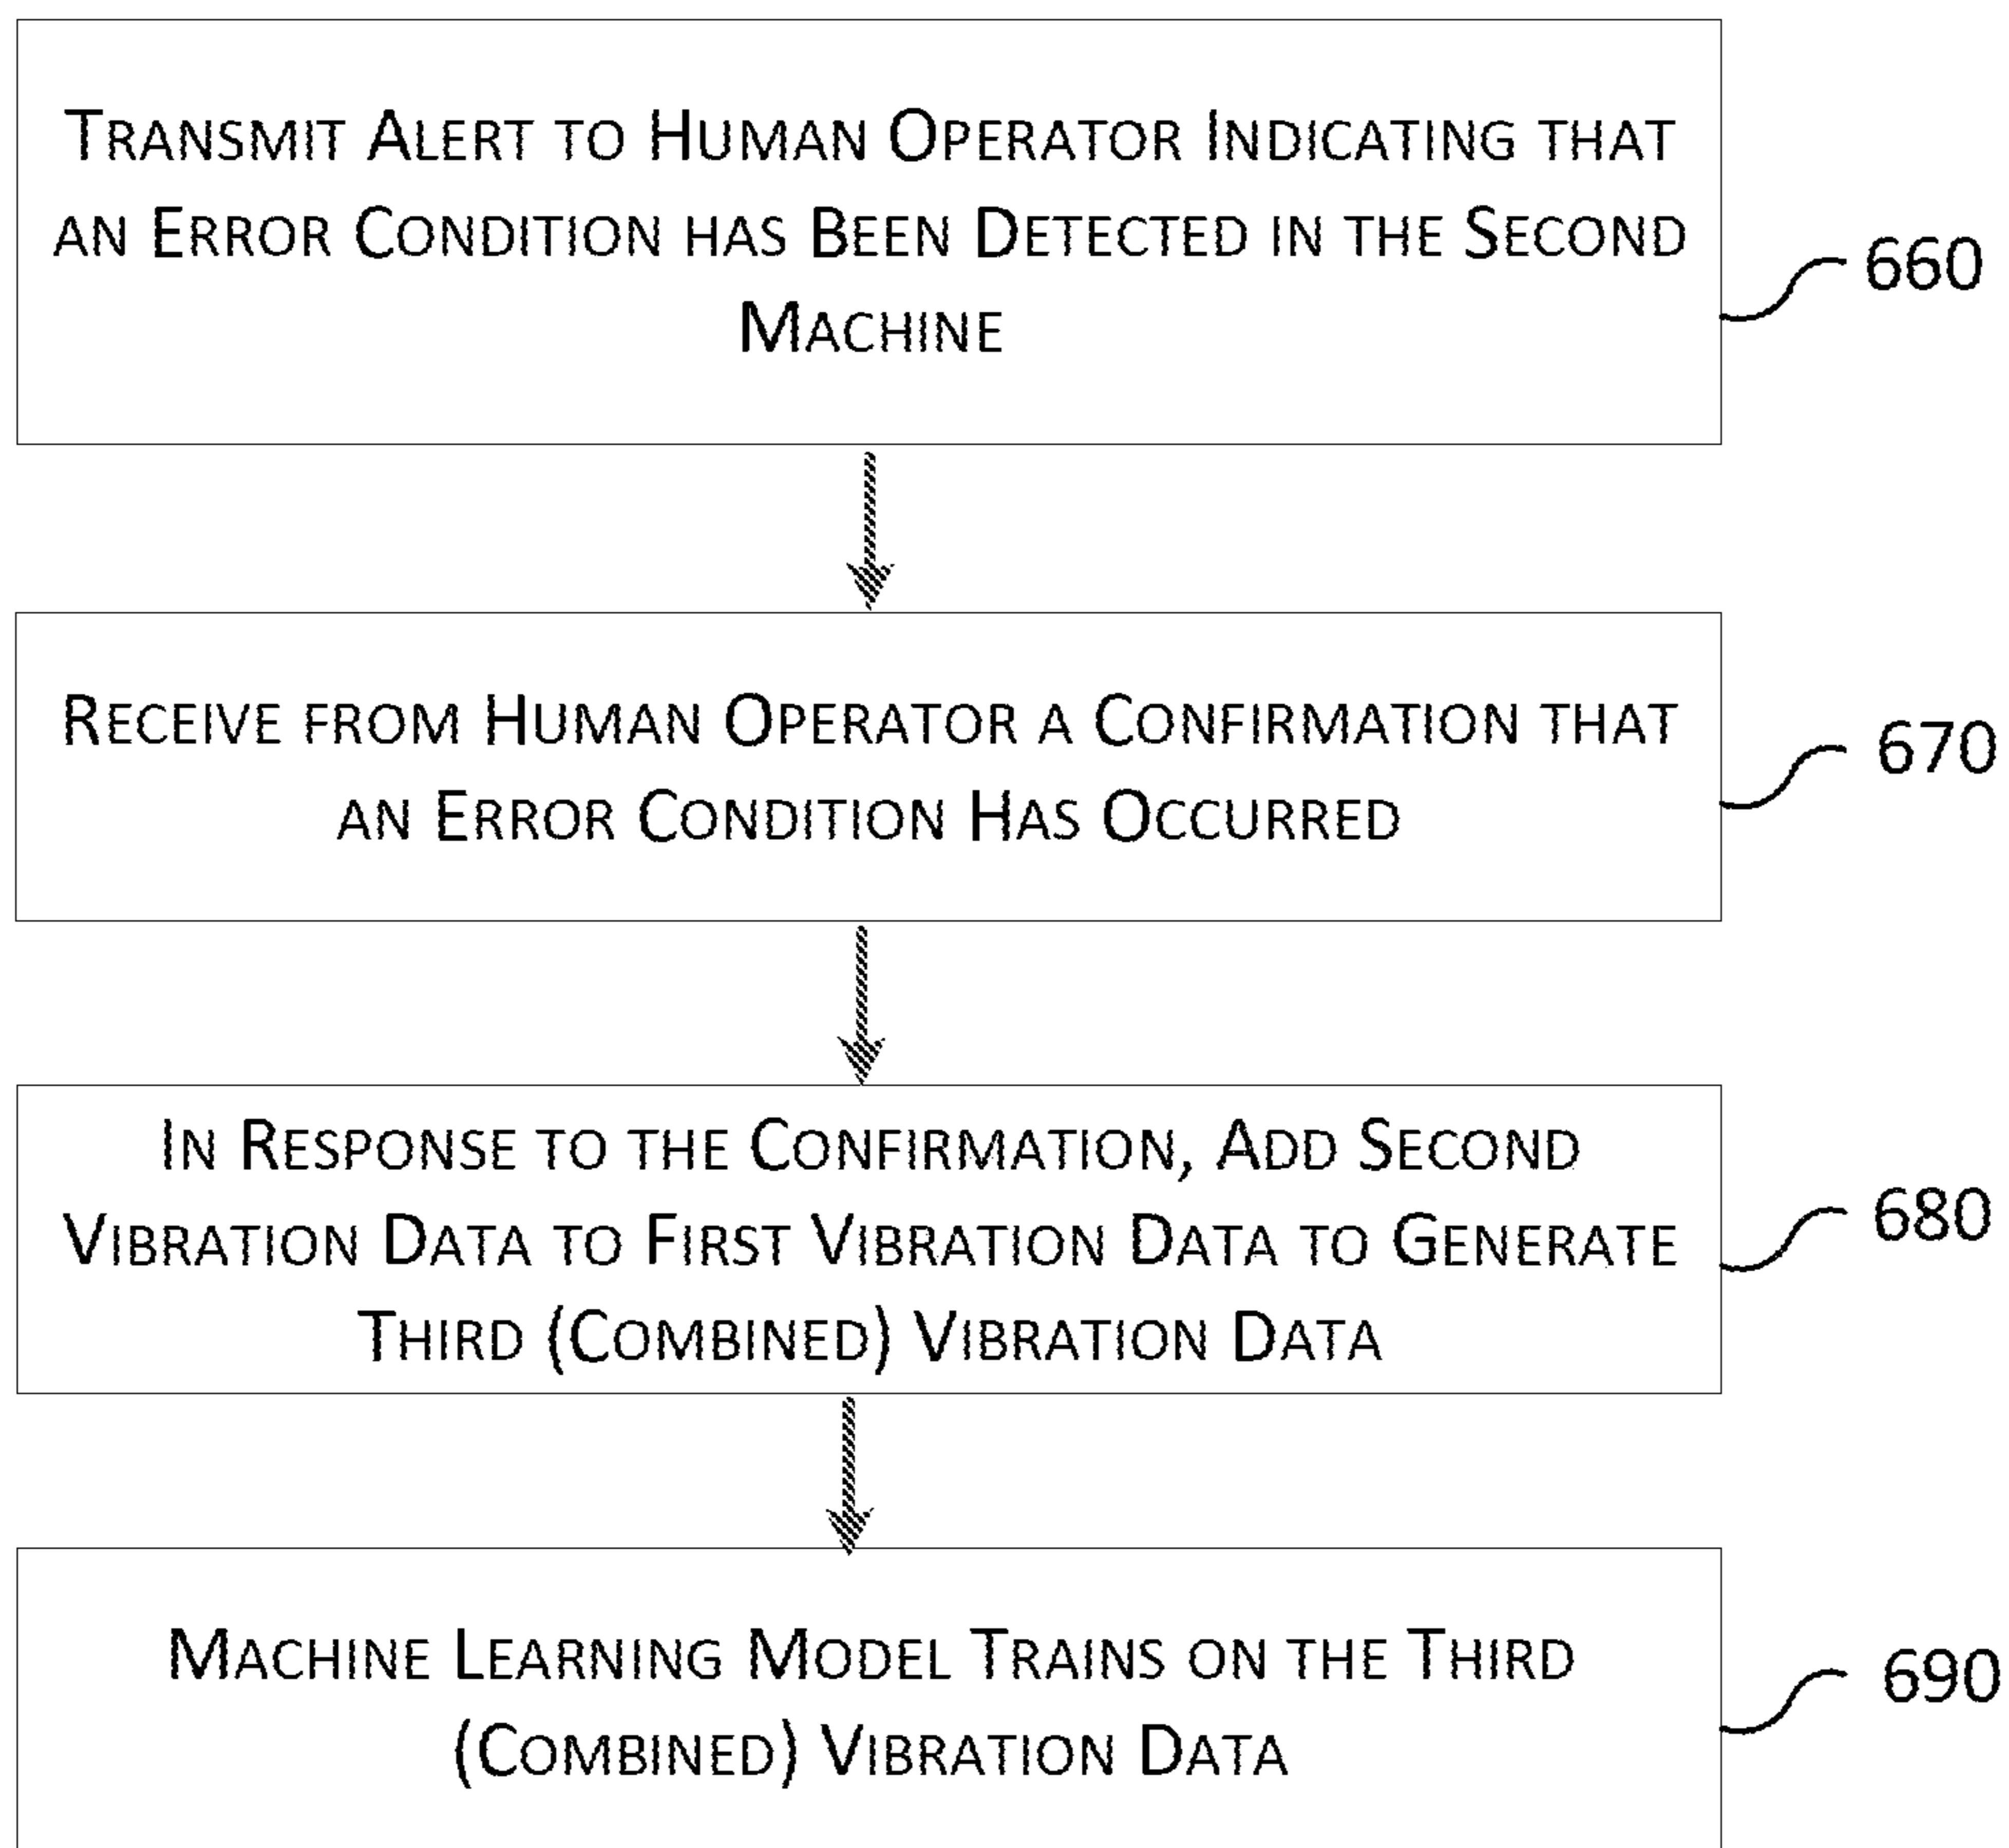 Transmit Alert to Human Operator Indicating that
an Error Condition has Been Detected in the Second
Machine
660
Receive from Human Operator a Confirmation that
an Error Condition Has Occurred
670
In Response to the Confirmation, Add Second
Vibration Data to First Vibration Data to Generate
Third (Combined) Vibration Data
680
Machine Learning Model Trains on the Third
(Combined) Vibration Data
690